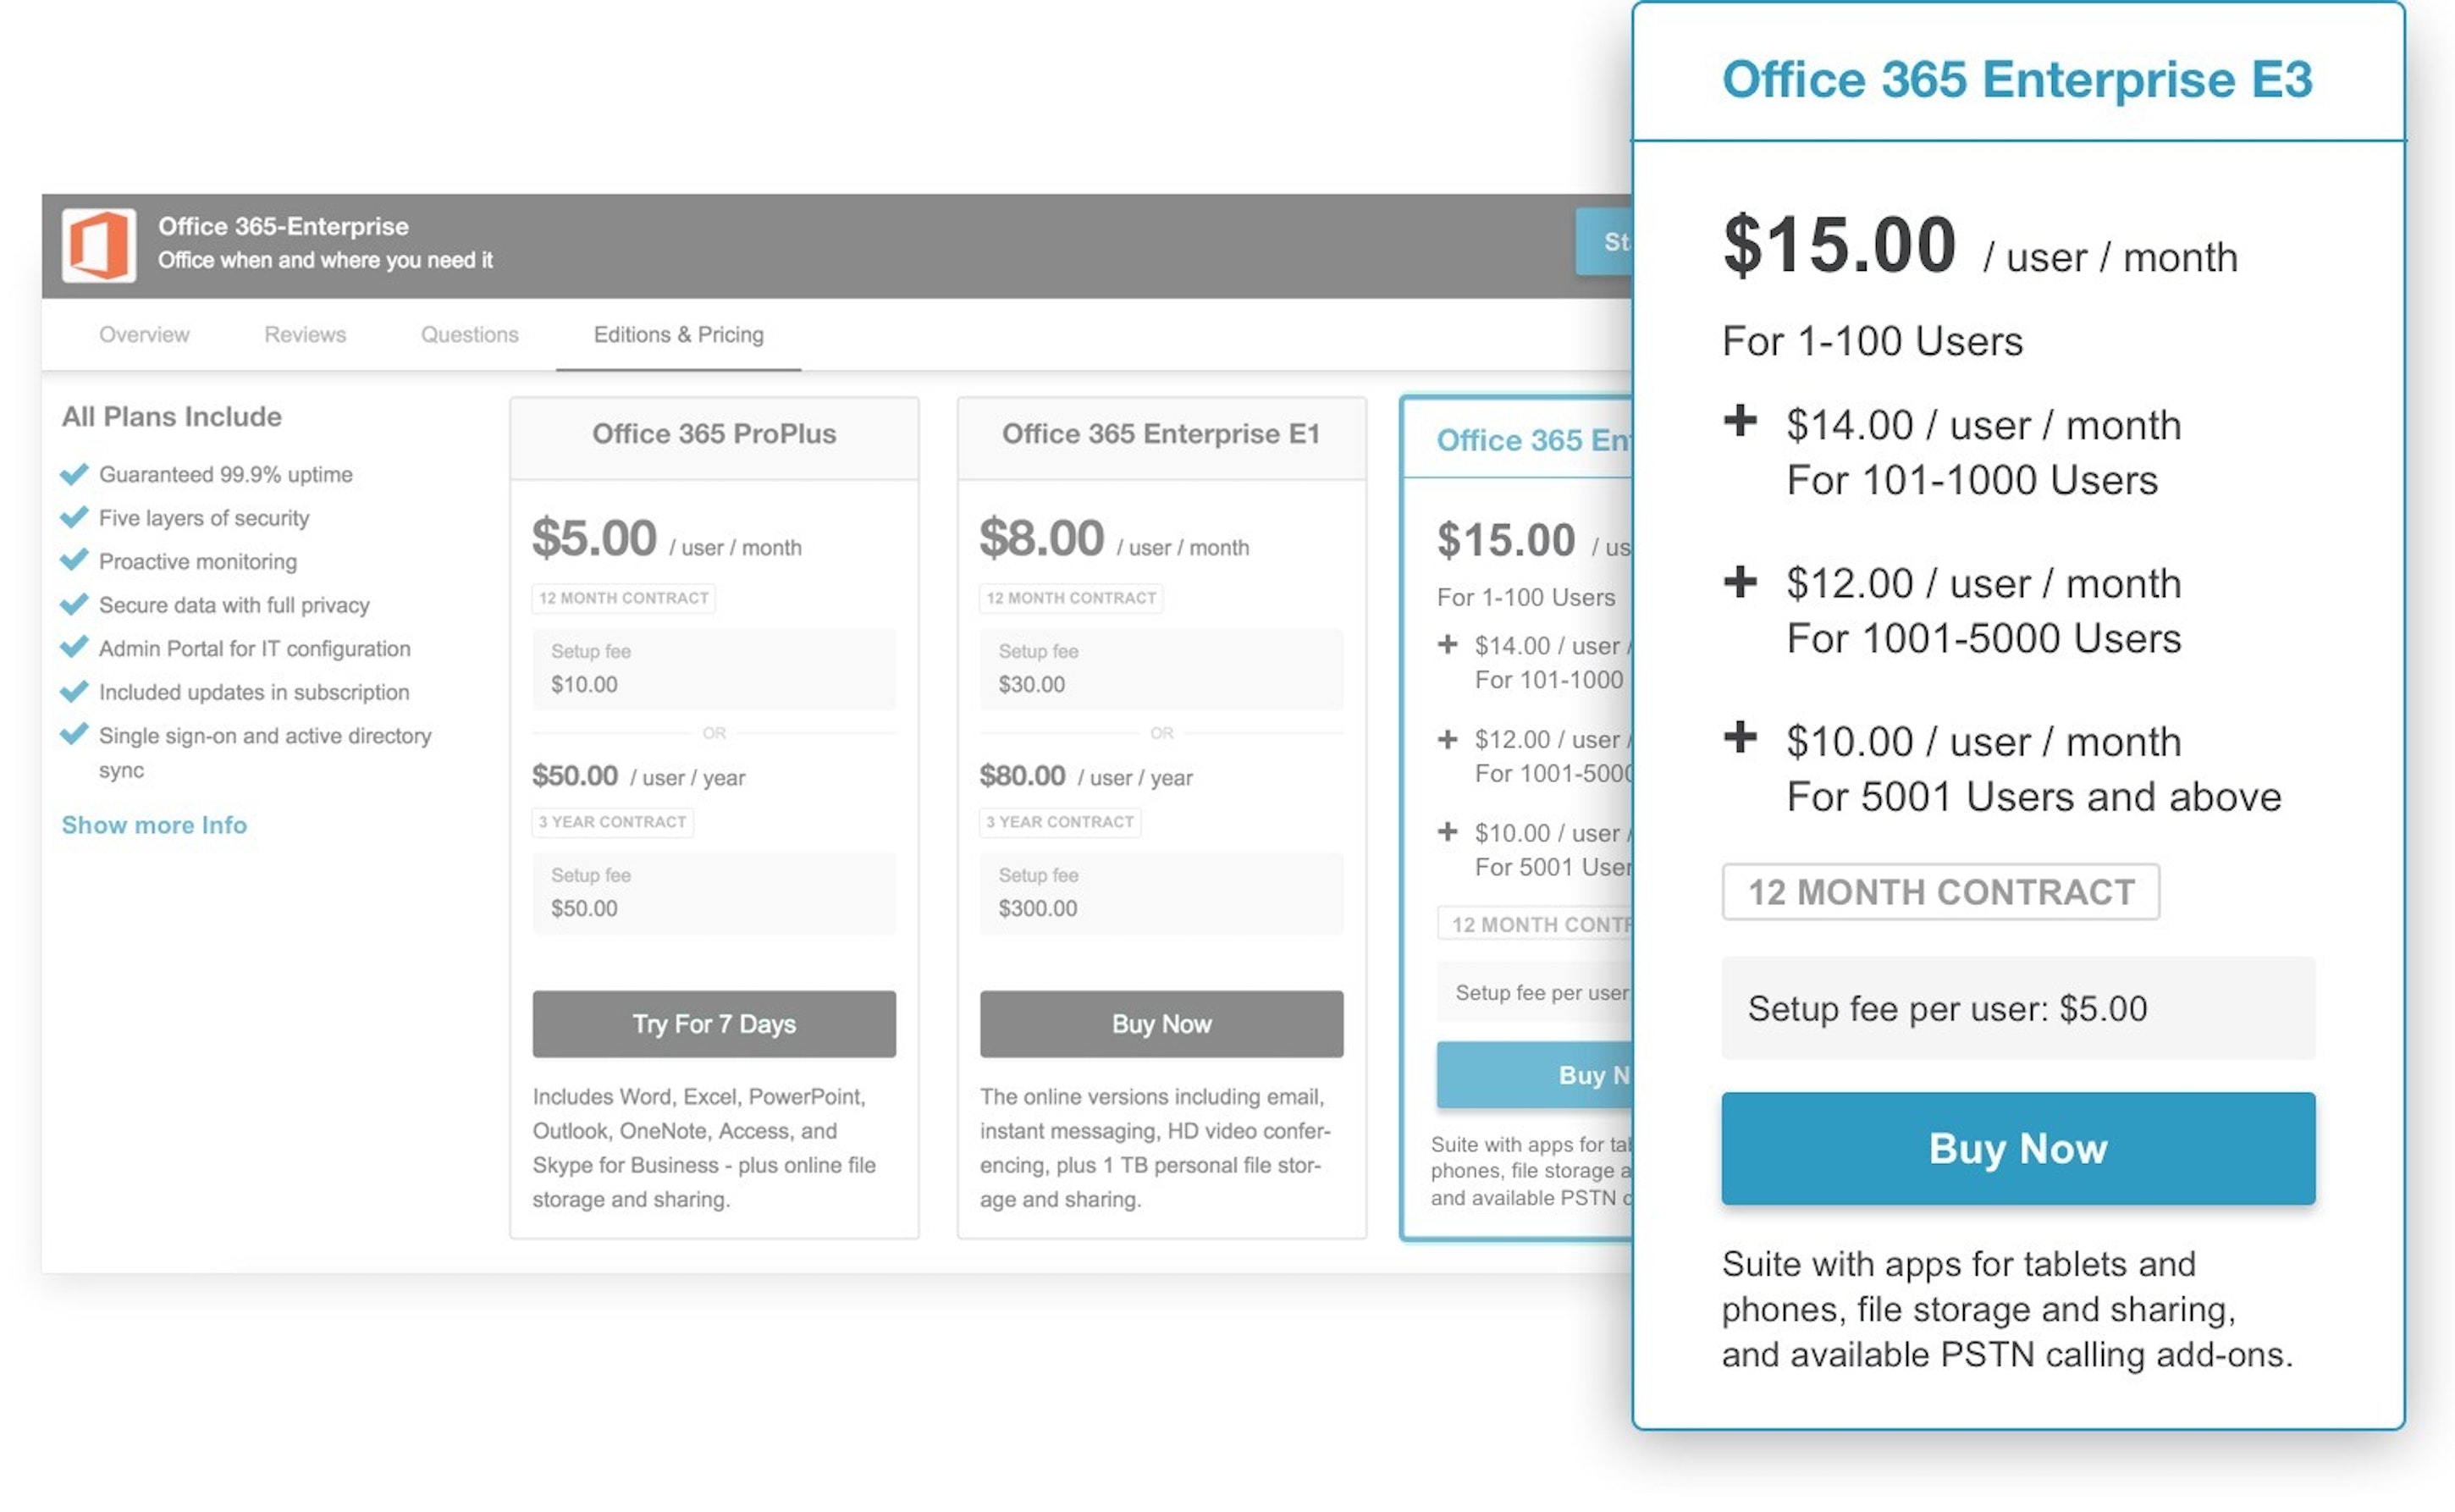 Office 365-Enterprise
Office when and where you need it
St
Overview
Reviews
Questions
Editions & Pricing
All Plans Include
Guaranteed 99.9% uptime
Five layers of security
Proactive monitoring
Secure data with full privacy
Admin Portal for IT configuration
Included updates in subscription
Single sign-on and active directory
sync
Show more Info
Office 365 ProPlus
$5.00 / user / month
12 MONTH CONTRACT
Setup fee
$10.00
OR
$50.00 / user / year
3 YEAR CONTRACT
Setup fee
$50.00
Try For 7 Days
Includes Word, Excel, PowerPoint,
Outlook, OneNote, Access, and
Skype for Business - plus online file
storage and sharing.
Office 365 Enterprise E1
$8.00 / user / month
12 MONTH CONTRACT
Setup fee
$30.00
OR
$80.00 / user / year
3 YEAR CONTRACT
Setup fee
$300.00
Buy Now
The online versions including email,
instant messaging, HD video confer-
encing, plus 1 TB personal file stor-
age and sharing.
Office 365 En
$15.00 / us
For 1-100 Users
+ $14.00 / user /
For 101-1000
+ $12.00 / user /
For 1001-5000
+ $10.00 / user /
For 5001 User
12 MONTH CONTR
Setup fee per user
Buy N
Suite with apps for tab
phones, file storage a
and available PSTN c
Office 365 Enterprise E3
$15.00 / user / month
For 1-100 Users
+ $14.00 / user / month
For 101-1000 Users
+ $12.00 / user / month
For 1001-5000 Users
+ $10.00 / user / month
For 5001 Users and above
12 MONTH CONTRACT
Setup fee per user: $5.00
Buy Now
Suite with apps for tablets and
phones, file storage and sharing,
and available PSTN calling add-ons.